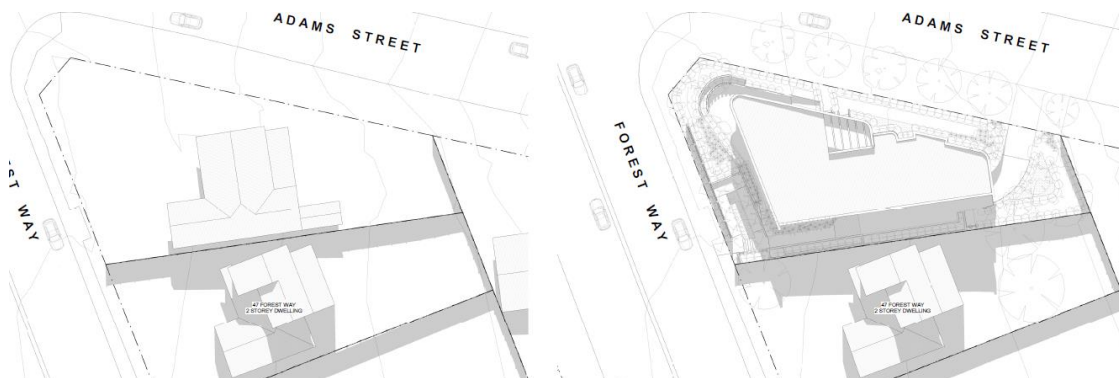 ADAMS STREET
EST WAY
47 FOREST WAY
2 STOREY DWELLING
ADAMS STREET
FOREST WAY
47 FOREST WAY
2 STOREY DWELLING